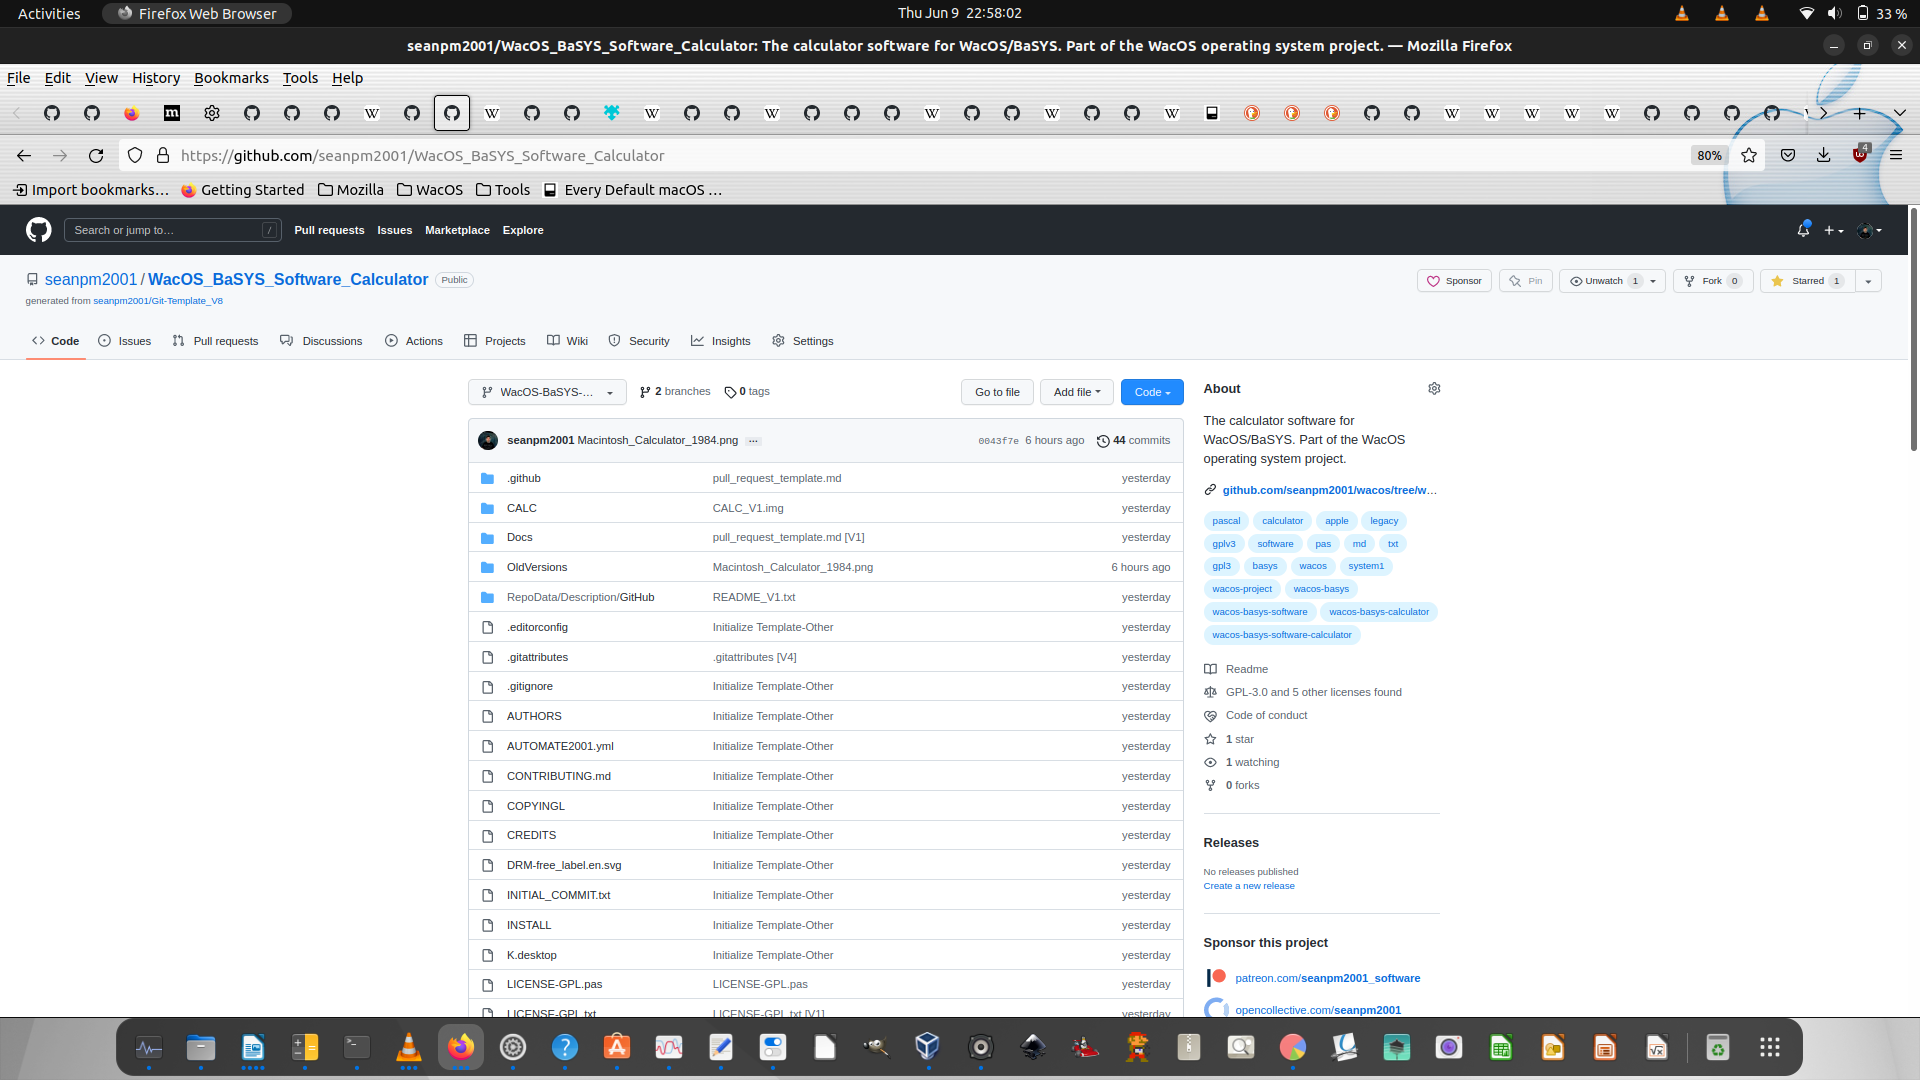 Activities
Firefox Web Browser
Thu Jun 9 22:58:02
33 %
seanpm2001/WacOS_BaSYS_Software_Calculator: The calculator software for WacOS/BaSYS. Part of the WacOS operating system project. — Mozilla Firefox
File Edit View History Bookmarks Tools Help
https://github.com/seanpm2001/WacOS_BaSYS_Software_Calculator
80%
4
Import bookmarks…
Getting Started
Mozilla
WacOS
Tools
Every Default macOS …
Search or jump to…
/
Pull requests
Issues
Marketplace
Explore
seanpm2001 / WacOS_BaSYS_Software_Calculator
Public
generated from seanpm2001/Git-Template_V8
Sponsor
Pin
Unwatch 1
Fork 0
Starred 1
Code
Issues
Pull requests
Discussions
Actions
Projects
Wiki
Security
Insights
Settings
WacOS-BaSYS-...
2 branches
0 tags
Go to file
Add file
Code
seanpm2001 Macintosh_Calculator_1984.png ...
0043f7e 6 hours ago
44 commits
.github pull_request_template.md yesterday
CALC CALC_V1.img yesterday
Docs pull_request_template.md [V1] yesterday
OldVersions Macintosh_Calculator_1984.png 6 hours ago
RepoData/Description/GitHub README_V1.txt yesterday
.editorconfig Initialize Template-Other yesterday
.gitattributes .gitattributes [V4] yesterday
.gitignore Initialize Template-Other yesterday
AUTHORS Initialize Template-Other yesterday
AUTOMATE2001.yml Initialize Template-Other yesterday
CONTRIBUTING.md Initialize Template-Other yesterday
COPYINGL Initialize Template-Other yesterday
CREDITS Initialize Template-Other yesterday
DRM-free_label.en.svg Initialize Template-Other yesterday
INITIAL_COMMIT.txt Initialize Template-Other yesterday
INSTALL Initialize Template-Other yesterday
K.desktop Initialize Template-Other yesterday
LICENSE-GPL.pas LICENSE-GPL.pas yesterday
LICENSE-GPL.txt LICENSE-GPL.txt [V1] yesterday
About
The calculator software for
WacOS/BaSYS. Part of the WacOS
operating system project.
github.com/seanpm2001/wacos/tree/w…
pascal calculator apple legacy
gplv3 software pas md txt
gpl3 basys wacos system1
wacos-project wacos-basys
wacos-basys-software wacos-basys-calculator
wacos-basys-software-calculator
Readme
GPL-3.0 and 5 other licenses found
Code of conduct
1 star
1 watching
0 forks
Releases
No releases published
Create a new release
Sponsor this project
patreon.com/seanpm2001_software
opencollective.com/seanpm2001